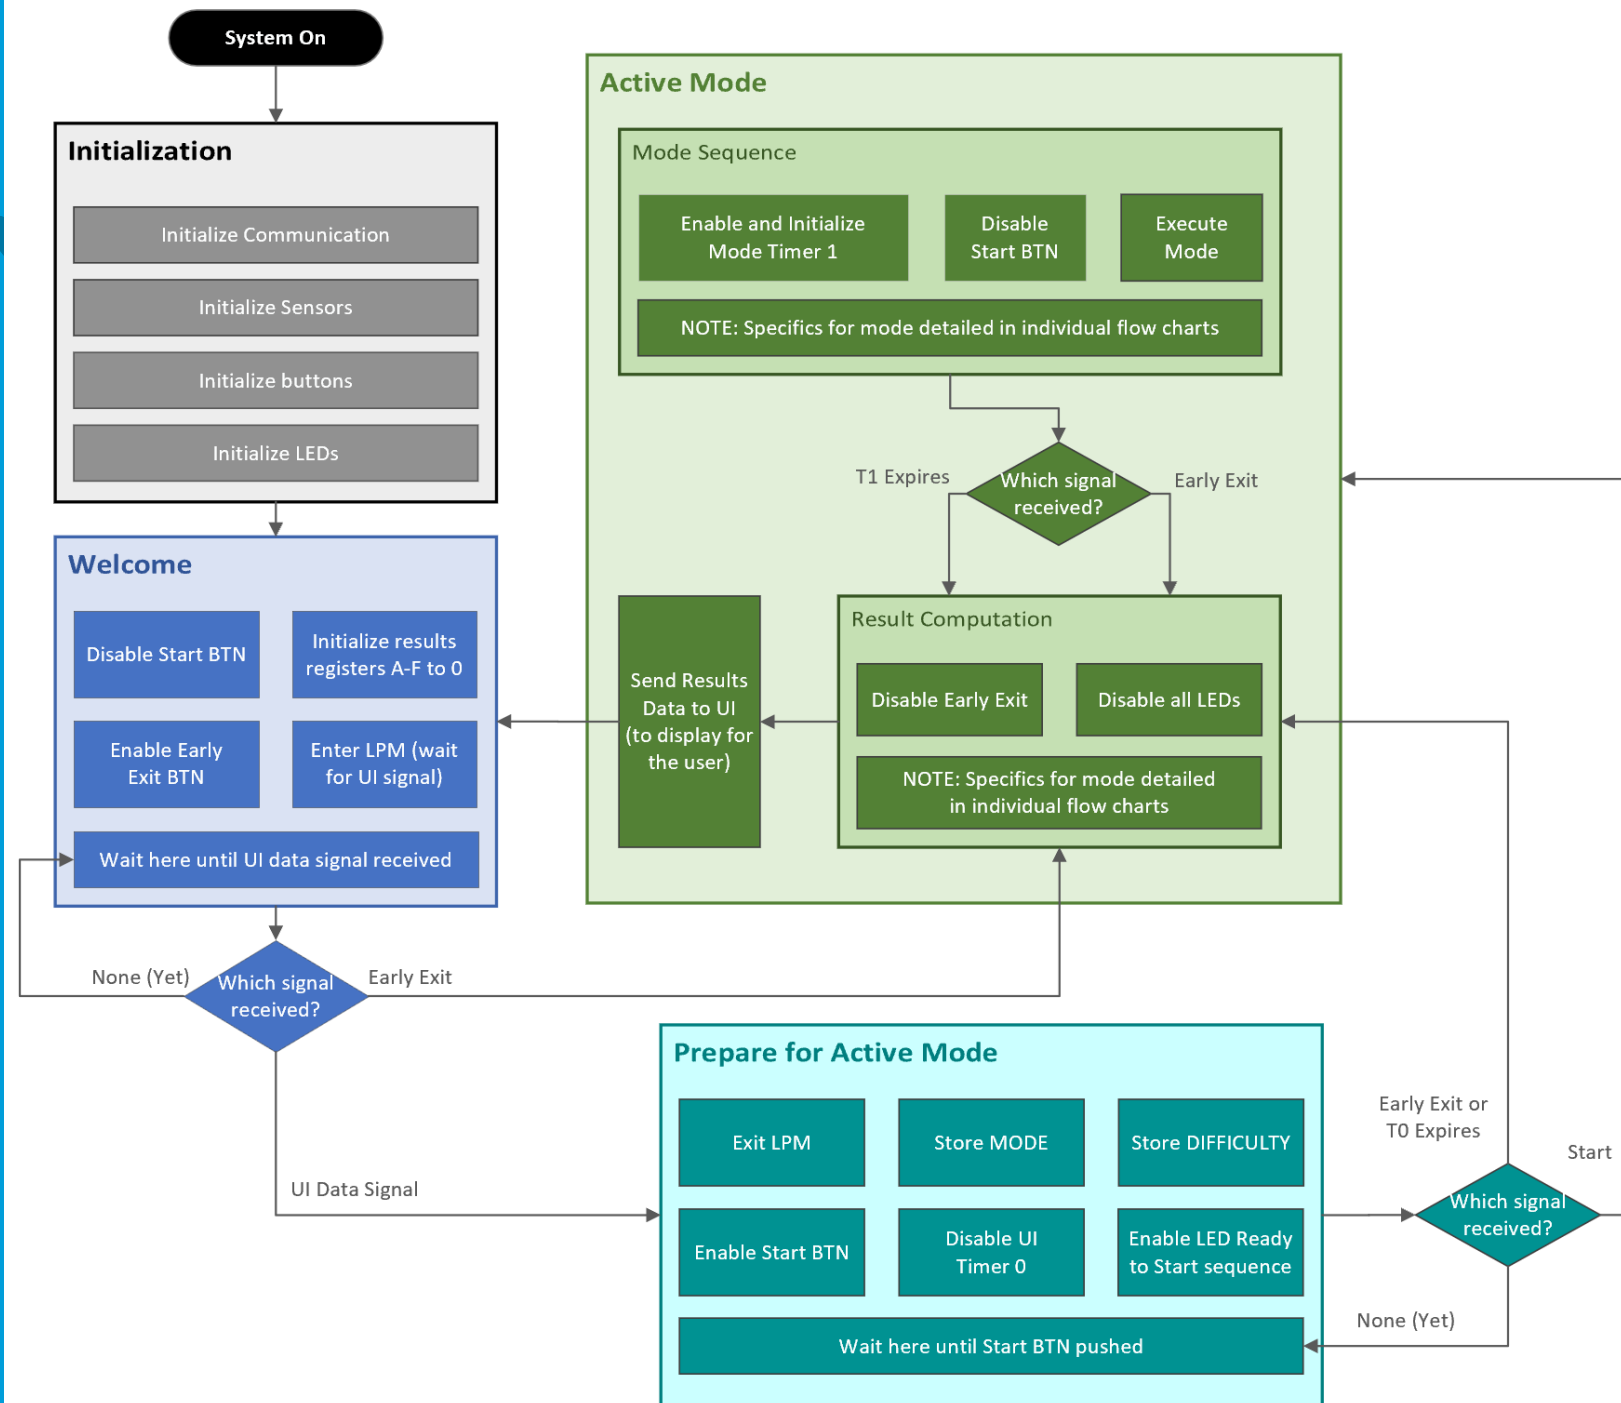 System On
Initialization
Initialize Communication
Initialize Sensors
Initialize buttons
Initialize LEDs
Welcome
Disable Start BTN
Initialize results
registers A-F to 0
Enable Early
Exit BTN
Enter LPM (wait
for UI signal)
Wait here until UI data signal received
None (Yet)
Which signal
received?
Early Exit
UI Data Signal
Active Mode
Mode Sequence
Enable and Initialize
Mode Timer 1
Disable
Start BTN
Execute
Mode
NOTE: Specifics for mode detailed in individual flow charts
T1 Expires
Which signal
received?
Early Exit
Result Computation
Disable Early Exit
Disable all LEDs
NOTE: Specifics for mode detailed
in individual flow charts
Send Results
Data to UI
(to display for
the user)
Prepare for Active Mode
Exit LPM
Store MODE
Store DIFFICULTY
Enable Start BTN
Disable UI
Timer 0
Enable LED Ready
to Start sequence
Wait here until Start BTN pushed
Early Exit or
T0 Expires
Start
Which signal
received?
None (Yet)